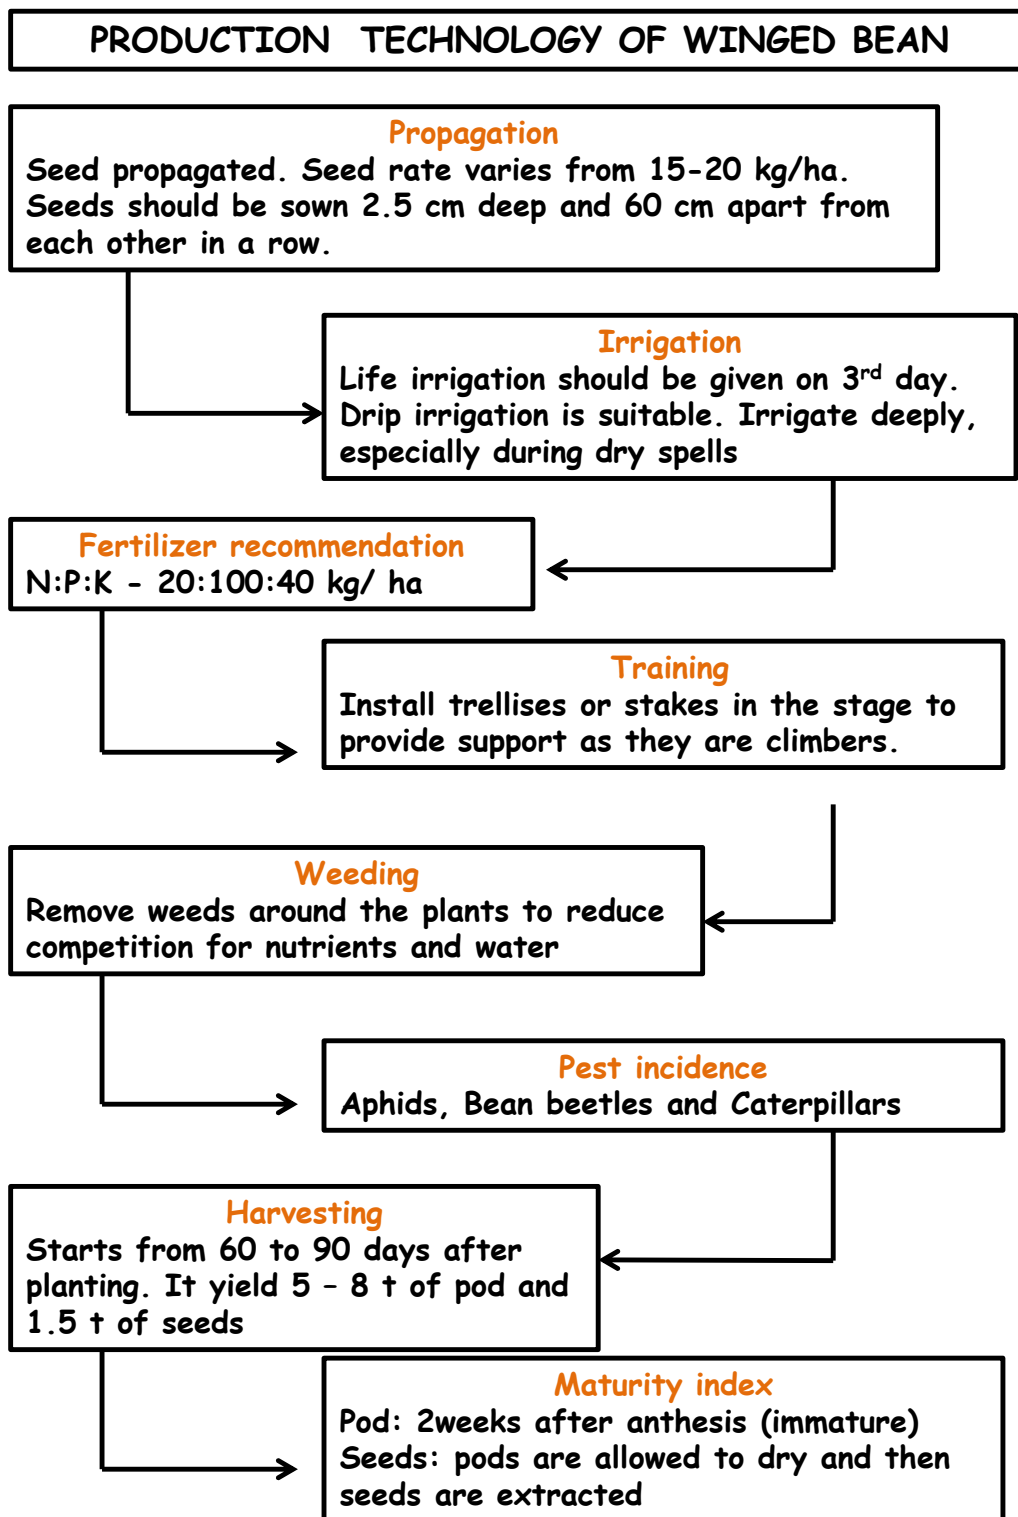 PRODUCTION TECHNOLOGY OF WINGED BEAN
Propagation
Seed propagated. Seed rate varies from 15-20 kg/ha.
Seeds should be sown 2.5 cm deep and 60 cm apart from
each other in a row.
Irrigation
Life irrigation should be given on 3rd day.
Drip irrigation is suitable. Irrigate deeply,
especially during dry spells
Fertilizer recommendation
N:P:K - 20:100:40 kg/ ha
Training
Install trellises or stakes in the stage to
provide support as they are climbers.
Weeding
Remove weeds around the plants to reduce
competition for nutrients and water
Pest incidence
Aphids, Bean beetles and Caterpillars
Harvesting
Starts from 60 to 90 days after
planting. It yield 5 – 8 t of pod and
1.5 t of seeds
Maturity index
Pod: 2weeks after anthesis (immature)
Seeds: pods are allowed to dry and then
seeds are extracted